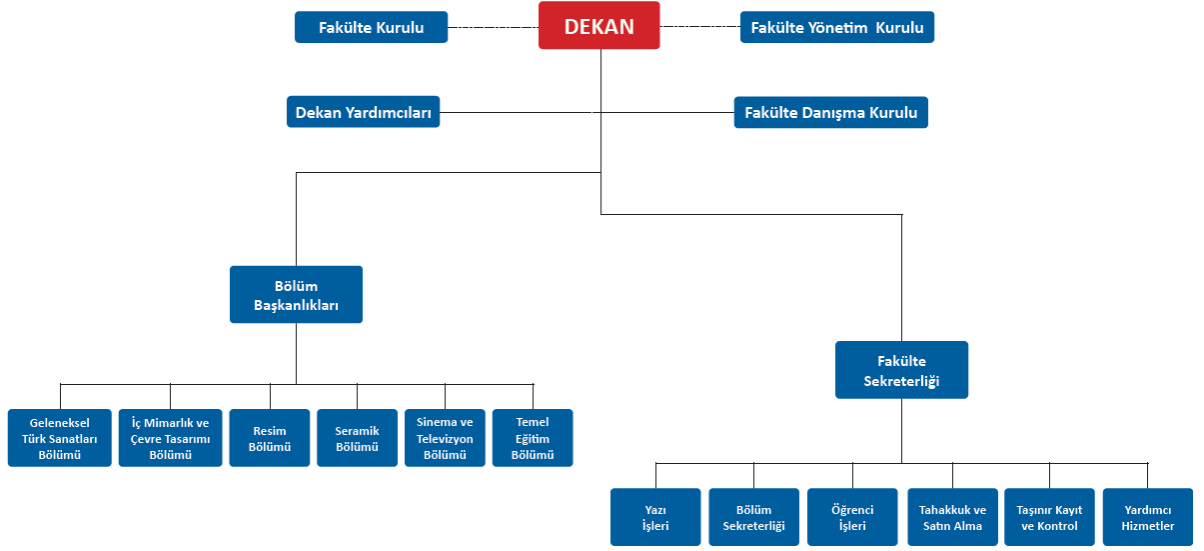 Fakülte Kurulu
DEKAN
Fakülte Yönetim Kurulu
Dekan Yardımcıları
Fakülte Danışma Kurulu
Bölüm
Başkanlıkları
Fakülte
Sekreterliği
Geleneksel
Türk Sanatları
Bölümü
İç Mimarlık ve
Çevre Tasarımı
Bölümü
Resim
Bölümü
Seramik
Bölümü
Sinema ve
Televizyon
Bölümü
Temel
Eğitim
Bölümü
Yazı
İşleri
Bölüm
Sekreterliği
Öğrenci
İşleri
Tahakkuk ve
Satın Alma
Taşınır Kayıt
ve Kontrol
Yardımcı
Hizmetler